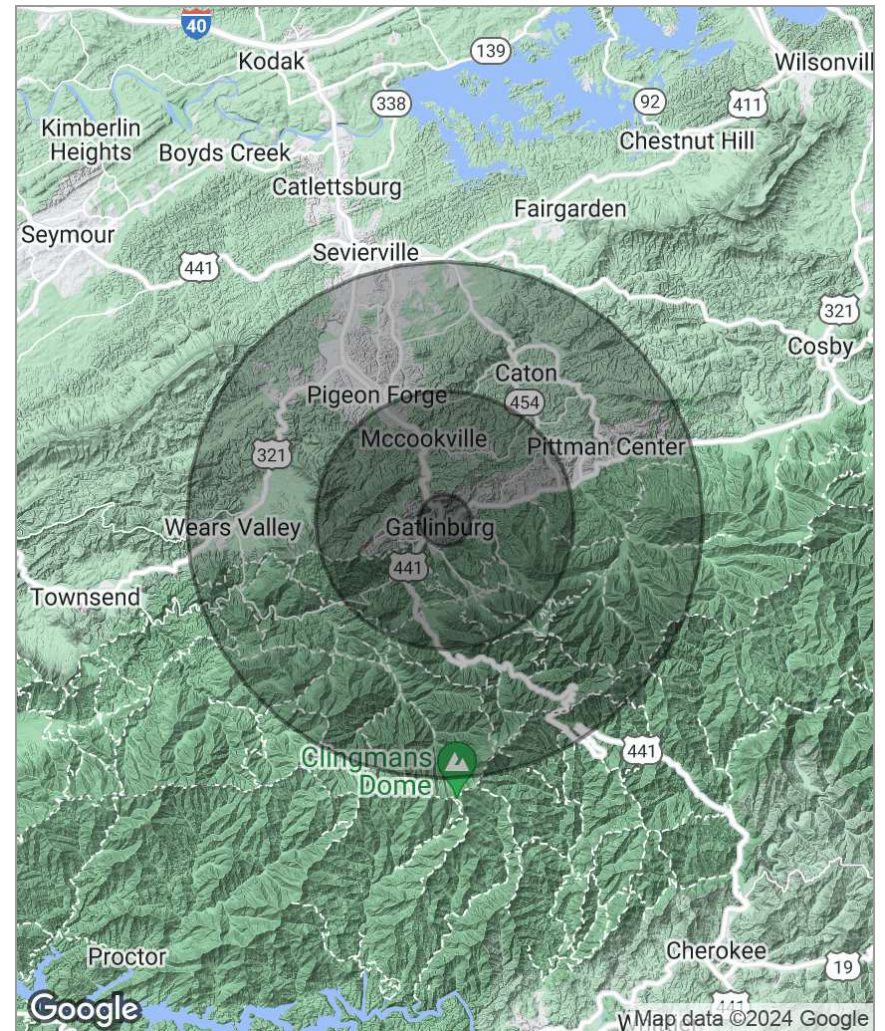 40
Kodak
139
Wilsonvill
338
92
411
Kimberlin
Heights
Boyds Creek
Chestnut Hill
Catlettsburg
Fairgarden
Seymour
441
Sevierville
321
Cosby
Caton
Pigeon Forge
454
Mccookville
Pittman Center
321
Wears Valley
Gatlinburg
441
Townsend
441
Clingmans
Dome
Proctor
Cherokee
19
441
Google
Map data ©2024 Google